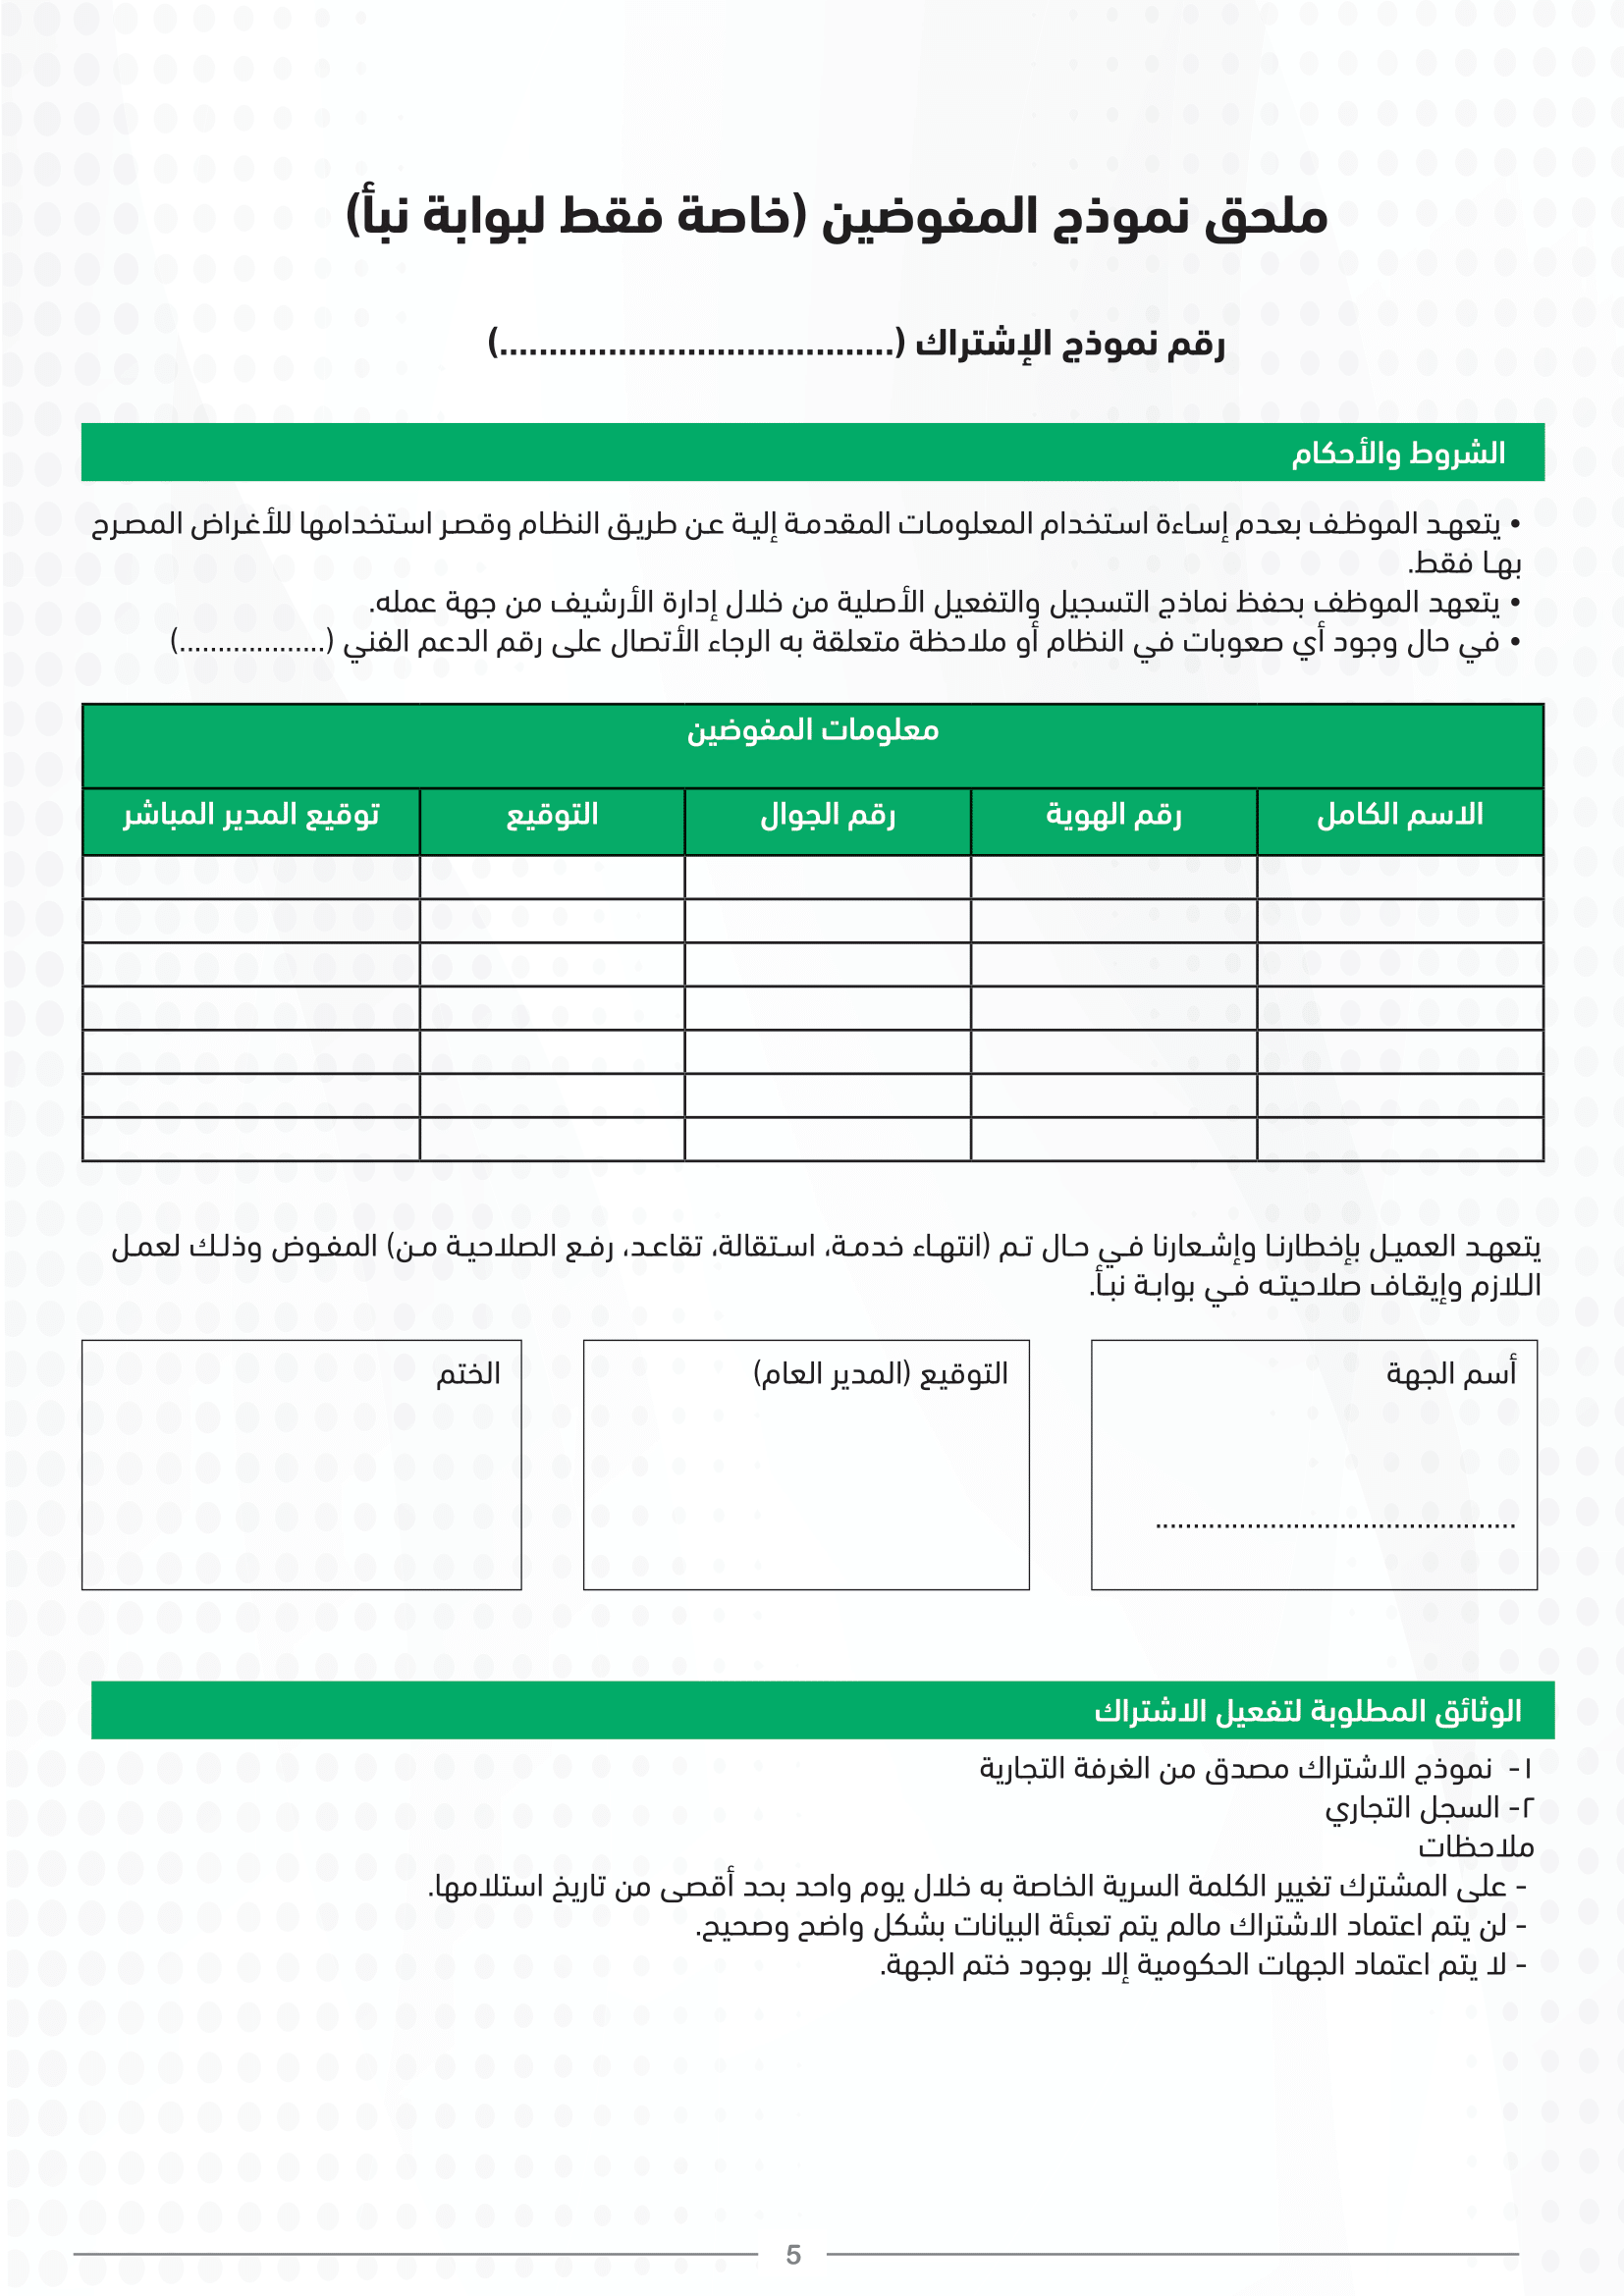 ملحق نموذج المفوضين (خاصة فقط لبوابة نبأ)
رقم نموذج الإشتراك (........................................)
الشروط والأحكام
• يتعهد الموظف بعدم إساءة استخدام المعلومات المقدمة إلية عن طريق النظام وقصر استخدامها للأغراض المصرح
بها فقط.
• يتعهد الموظف بحفظ نماذج التسجيل والتفعيل الأصلية من خلال إدارة الأرشيف من جهة عمله.
• في حال وجود أي صعوبات في النظام أو ملاحظة متعلقة به الرجاء الأتصال على رقم الدعم الفني (..................)
معلومات المفوضين
الاسم الكامل رقم الهوية رقم الجوال التوقيع توقيع المدير المباشر
يتعهد العميل بإخطارنا وإشعارنا في حال تم (انتهاء خدمة، استقالة، تقاعد، رفع الصلاحية من) المفوض وذلك لعمل
اللازم وإيقاف صلاحيته في بوابة نبأ.
أسم الجهة التوقيع (المدير العام) الختم
...............................................
الوثائق المطلوبة لتفعيل الاشتراك
١- نموذج الاشتراك مصدق من الغرفة التجارية
٢- السجل التجاري
ملاحظات
- على المشترك تغيير الكلمة السرية الخاصة به خلال يوم واحد بحد أقصى من تاريخ استلامها.
- لن يتم اعتماد الاشتراك مالم يتم تعبئة البيانات بشكل واضح وصحيح.
- لا يتم اعتماد الجهات الحكومية إلا بوجود ختم الجهة.
5